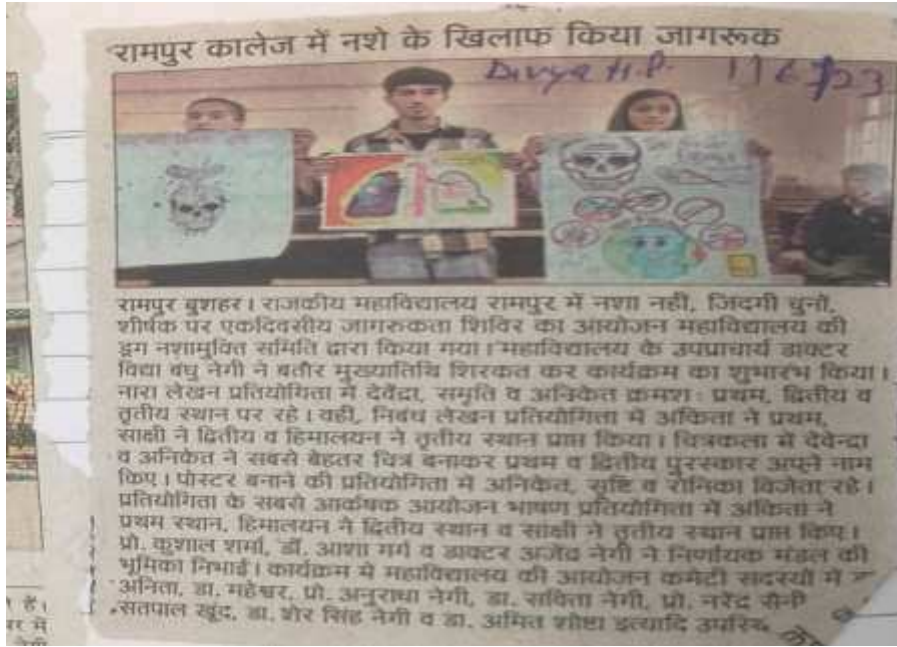 रामपुर कालेज में नशे के खिलाफ किया जागरूक
Divya H.P. 17/6/23
रामपुर बुशहर। राजकीय महाविद्यालय रामपुर में नशा नहीं, जिंदगी चुनों,
शीर्षक पर एकदिवसीय जागरुकता शिविर का आयोजन महाविद्यालय की
ड्रग नशामुक्ति समिति द्वारा किया गया। महाविद्यालय के उपप्राचार्य डाक्टर
विद्या बंधु नेगी ने बतौर मुख्यातिथि शिरकत कर कार्यक्रम का शुभारंभ किया।
नारा लेखन प्रतियोगिता में देवेंद्रा, समृति व अनिकेत क्रमशः प्रथम, द्वितीय व
तृतीय स्थान पर रहे। वहीं, निबंध लेखन प्रतियोगिता में अंकिता ने प्रथम,
साक्षी ने द्वितीय व हिमालयन ने तृतीय स्थान प्राप्त किया। चित्रकला में देवेन्द्रा
व अनिकेत ने सबसे बेहतर चित्र बनाकर प्रथम व द्वितीय पुरस्कार अपने नाम
किए। पोस्टर बनाने की प्रतियोगिता में अनिकेत, सृष्टि व रोनिका विजेता रहे।
प्रतियोगिता के सबसे आर्कषक आयोजन भाषण प्रतियोगिता में अंकिता ने
प्रथम स्थान, हिमालयन ने द्वितीय स्थान व साक्षी ने तृतीय स्थान प्राप्त किए।
प्रो. कुशाल शर्मा, डॉ. आशा गर्ग व डाक्टर अजेंद्र नेगी ने निर्णायक मंडल की
भूमिका निभाई। कार्यक्रम मे महाविद्यालय की आयोजन कमेटी सदस्यों में
अनिता, डा. महेश्वर, प्रो. अनुराधा नेगी, डा. सविता नेगी, प्रो. नरेंद्र सैनी
सतपाल खूंद, डा. शेर सिंह नेगी व डा. अमित शोष्टा इत्यादि